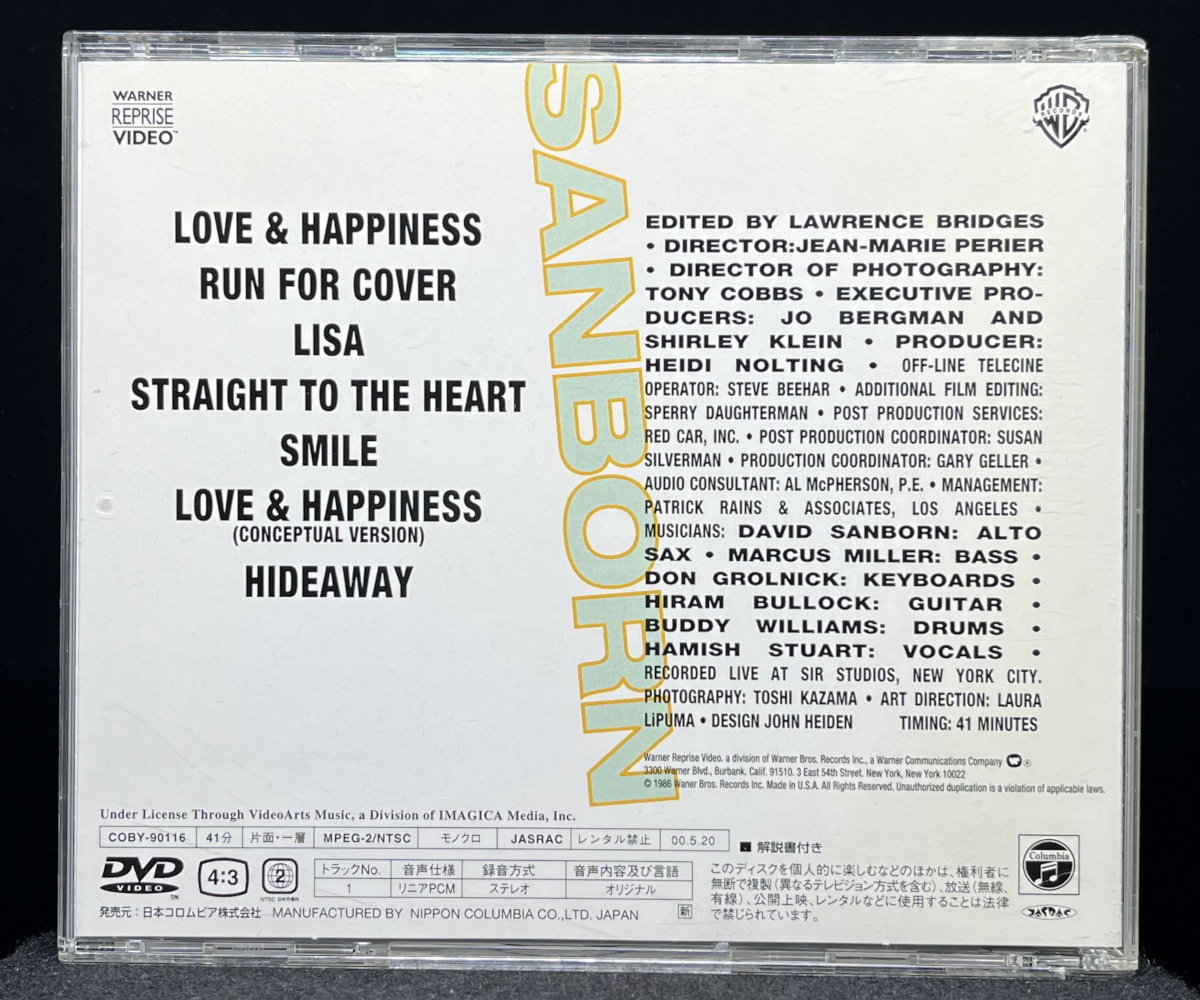 WARNER
REPRISE
VIDEO™
WB
RECORDS
®
SANBORN
LOVE & HAPPINESS
RUN FOR COVER
LISA
STRAIGHT TO THE HEART
SMILE
LOVE & HAPPINESS
(CONCEPTUAL VERSION)
HIDEAWAY
EDITED BY LAWRENCE BRIDGES
• DIRECTOR:JEAN-MARIE PERIER
• DIRECTOR OF PHOTOGRAPHY:
TONY COBBS • EXECUTIVE PRO-
DUCERS: JO BERGMAN AND
SHIRLEY KLEIN • PRODUCER:
HEIDI NOLTING • OFF-LINE TELECINE
OPERATOR: STEVE BEEHAR • ADDITIONAL FILM EDITING:
SPERRY DAUGHTERMAN • POST PRODUCTION SERVICES:
RED CAR, INC. • POST PRODUCTION COORDINATOR: SUSAN
SILVERMAN • PRODUCTION COORDINATOR: GARY GELLER •
AUDIO CONSULTANT: AL McPHERSON, P.E. • MANAGEMENT:
PATRICK RAINS & ASSOCIATES, LOS ANGELES •
MUSICIANS: DAVID SANBORN: ALTO
SAX • MARCUS MILLER: BASS •
DON GROLNICK: KEYBOARDS •
HIRAM BULLOCK: GUITAR •
BUDDY WILLIAMS: DRUMS •
HAMISH STUART: VOCALS •
RECORDED LIVE AT SIR STUDIOS, NEW YORK CITY.
PHOTOGRAPHY: TOSHI KAZAMA • ART DIRECTION: LAURA
LiPUMA • DESIGN JOHN HEIDEN TIMING: 41 MINUTES
Warner Reprise Video. a division of Warner Bros. Records Inc., a Warner Communications Company ®
3300 Warner Blvd., Burbank. Calif. 91510. 3 East 54th Street. New York, New York 10022
© 1986 Waner Bros. Records Inc. Made in U.S.A. All Rights Reserved. Unauthorized duplication is a violation of applicable laws.
Under License Through VideoArts Music, a Division of IMAGICA Media, Inc.
COBY-90116 41分 片面・一層 MPEG-2/NTSC モノクロ JASRAC レンタル禁止 00.5.20
■ 解説書付き
DVD
VIDEO
™
4:3
2
NTSC 日本市場向
トラックNo. 音声仕様 録音方式 音声内容及び言語
1 リニアPCM ステレオ オリジナル
このディスクを個人的に楽しむなどのほかは、権利者に
無断で複製(異なるテレビジョン方式を含む)、放送(無線、
有線)、公開上映、レンタルなどに使用することは法律
で禁じられています。
Columbia
JASRAC
発売元：日本コロムビア株式会社 MANUFACTURED BY NIPPON COLUMBIA CO.,LTD. JAPAN 新